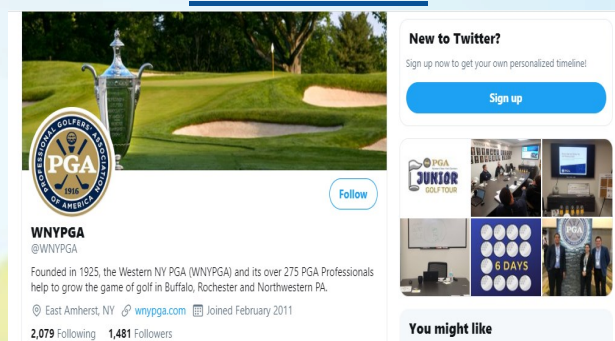 New to Twitter?
Sign up now to get your own personalized timeline!
Sign up
PROFESSIONAL GOLFERS' ASSOCIATION
PGA
1916
OF AMERICA
Follow
WNYPGA
@WNYPGA
Founded in 1925, the Western NY PGA (WNYPGA) and its over 275 PGA Professionals
help to grow the game of golf in Buffalo, Rochester and Northwestern PA.
East Amherst, NY wnypga.com Joined February 2011
2,079 Following 1,481 Followers
PGA
JUNIOR
GOLF TOUR
6 DAYS
PGA
You might like